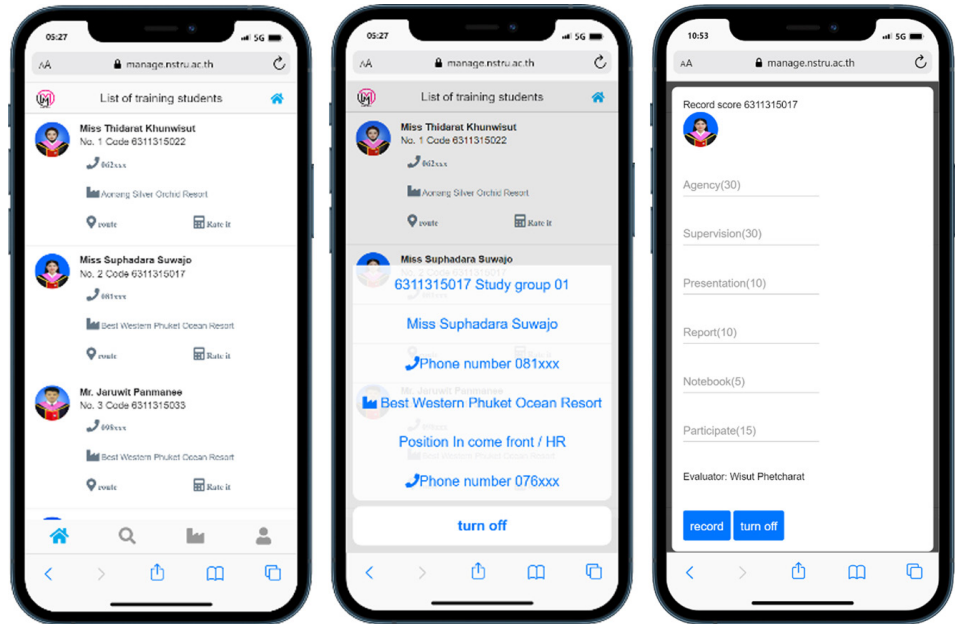 05:27
5G
AA
manage.nstru.ac.th
List of training students
Miss Thidarat Khunwisut
No. 1 Code 6311315022
062xxx
Aonang Silver Orchid Resort
route Rate it
Miss Suphadara Suwajo
No. 2 Code 6311315017
081xxx
Best Western Phuket Ocean Resort
route Rate it
Mr. Jaruwit Panmanee
No. 3 Code 6311315033
098xxx
Best Western Phuket Ocean Resort
route Rate it
05:27
5G
AA
manage.nstru.ac.th
List of training students
Miss Thidarat Khunwisut
No. 1 Code 6311315022
062xxx
Aonang Silver Orchid Resort
route Rate it
Miss Suphadara Suwajo
6311315017 Study group 01
Miss Suphadara Suwajo
Phone number 081xxx
Best Western Phuket Ocean Resort
Position In come front / HR
Phone number 076xxx
turn off
10:53
5G
AA
manage.nstru.ac.th
Record score 6311315017
Agency(30)
Supervision(30)
Presentation(10)
Report(10)
Notebook(5)
Participate(15)
Evaluator: Wisut Phetcharat
record turn off